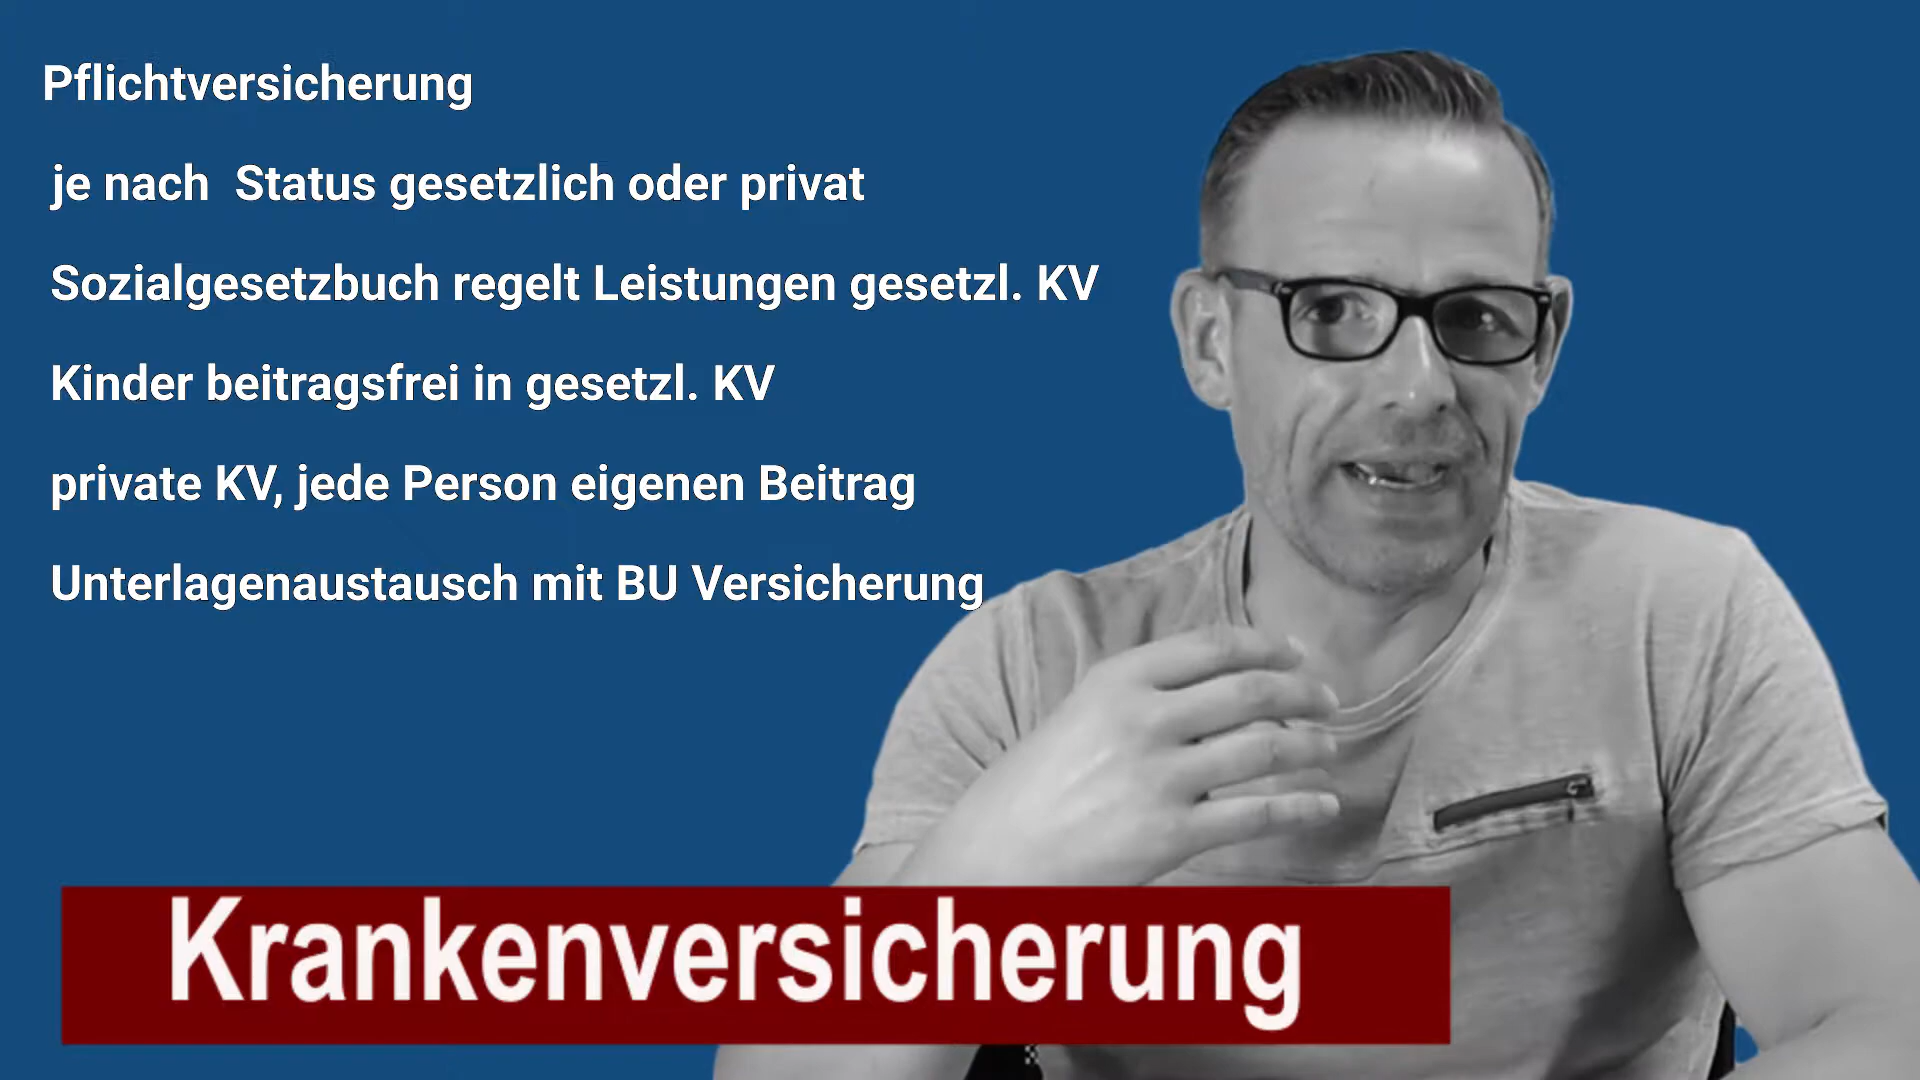 Pflichtversicherung
je nach  Status gesetzlich oder privat
Sozialgesetzbuch regelt Leistungen gesetzl. KV
Kinder beitragsfrei in gesetzl. KV
private KV, jede Person eigenen Beitrag
Unterlagenaustausch mit BU Versicherung
Krankenversicherung